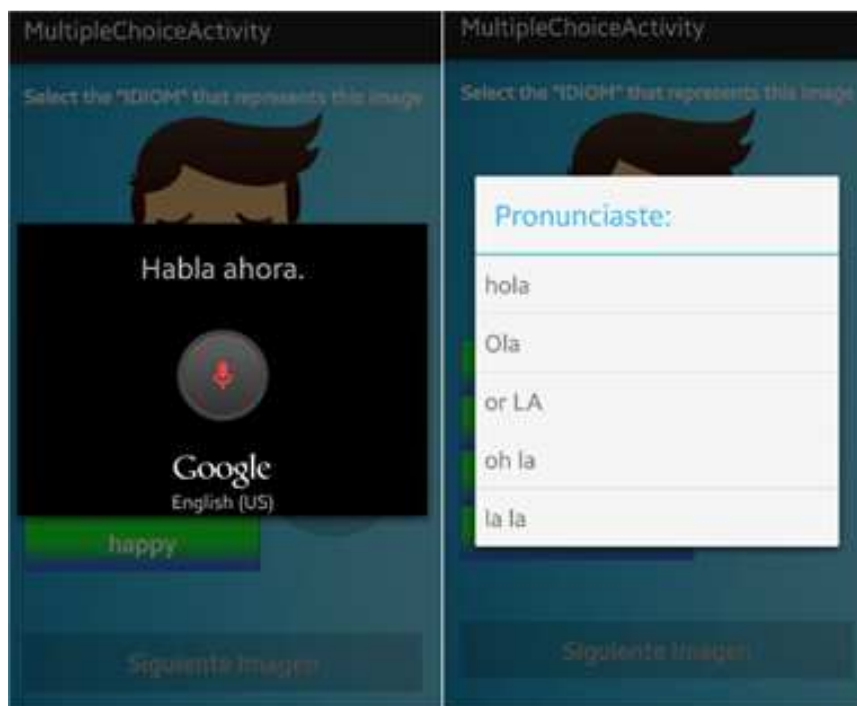 MultipleChoiceActivity
Select the "IDIOM" that represents this image
Habla ahora.
Google
English (US)
happy
Siguiente Imagen
MultipleChoiceActivity
Select the "IDIOM" that represents this image
Pronunciaste:
hola
Ola
or LA
oh la
la la
Siguiente Imagen